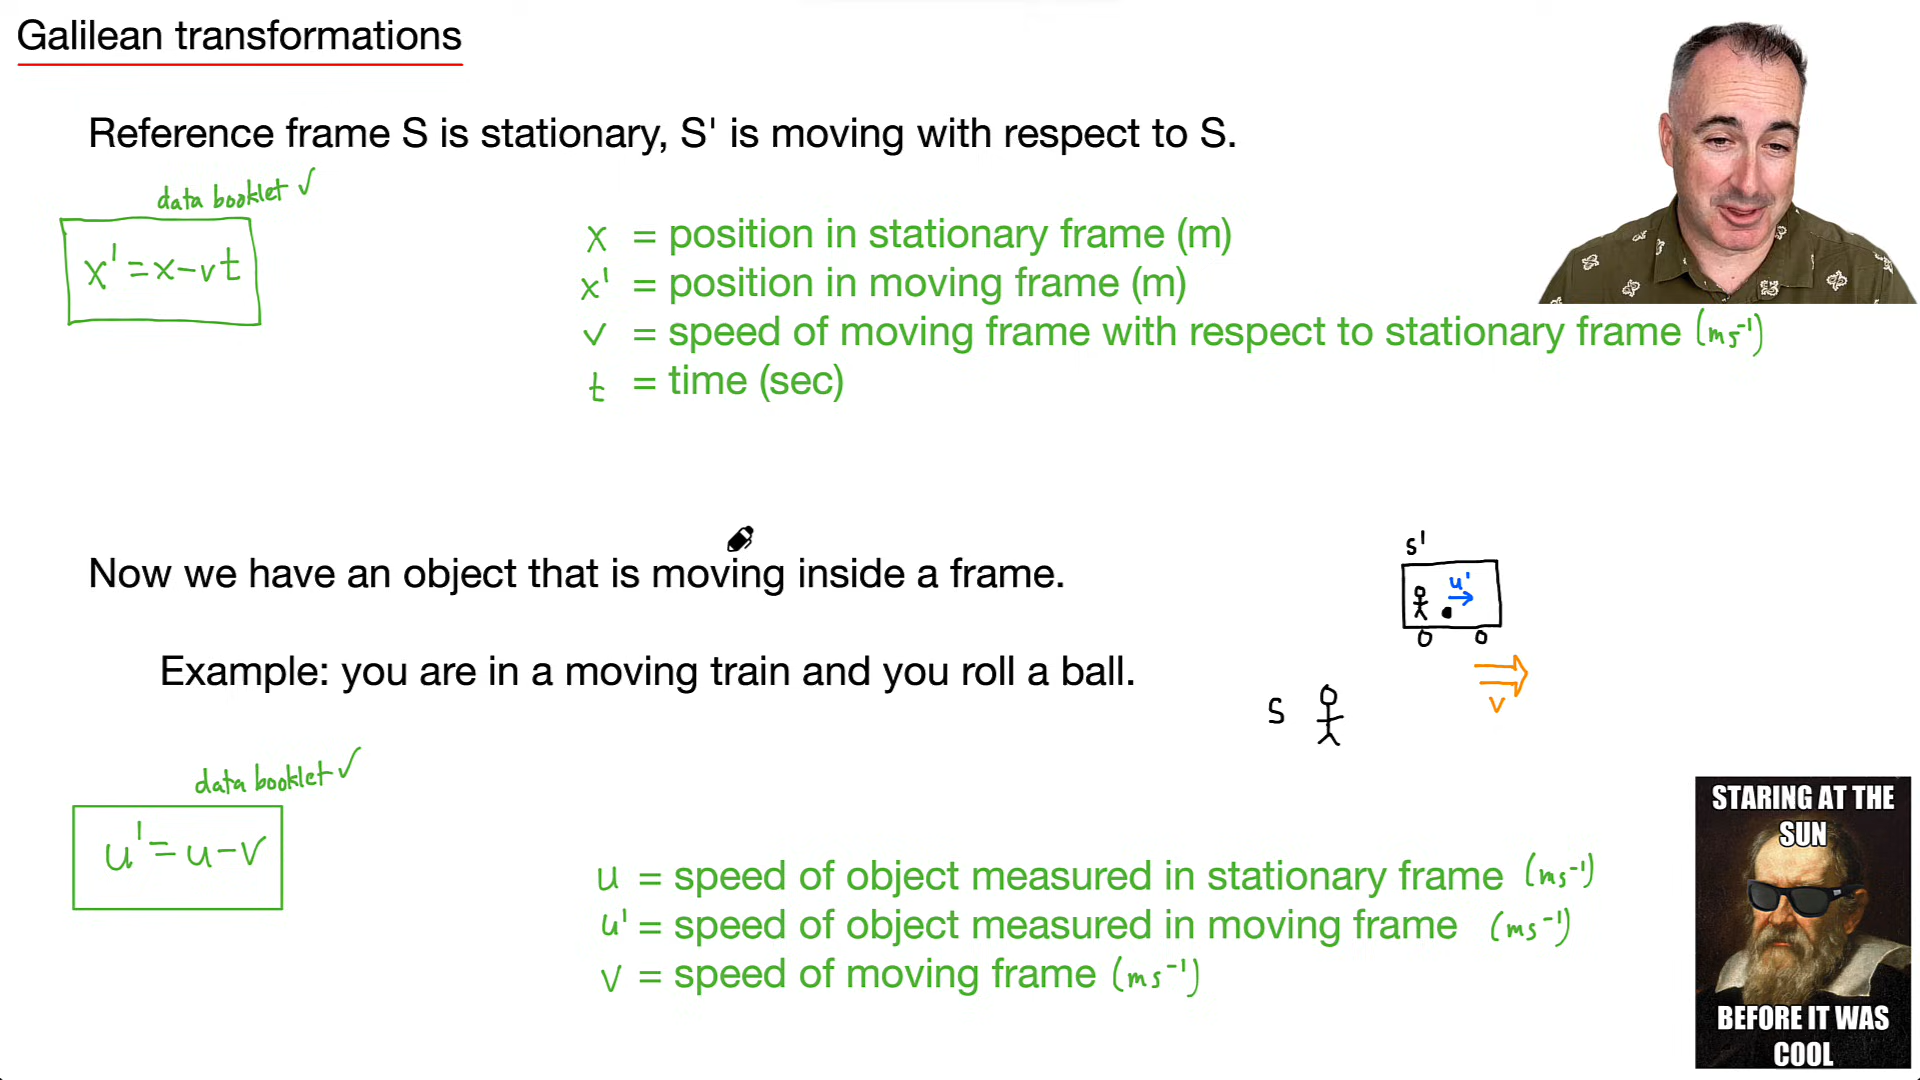 Galilean transformations
Reference frame S is stationary, S' is moving with respect to S.
data booklet ✓
x' = x - vt
x = position in stationary frame (m)
x' = position in moving frame (m)
v = speed of moving frame with respect to stationary frame (ms⁻¹)
t = time (sec)
Now we have an object that is moving inside a frame.
s'
u'
Example: you are in a moving train and you roll a ball.
v
S
data booklet ✓
u' = u - v
u = speed of object measured in stationary frame (ms⁻¹)
u' = speed of object measured in moving frame (ms⁻¹)
v = speed of moving frame (ms⁻¹)
STARING AT THE
SUN
BEFORE IT WAS
COOL